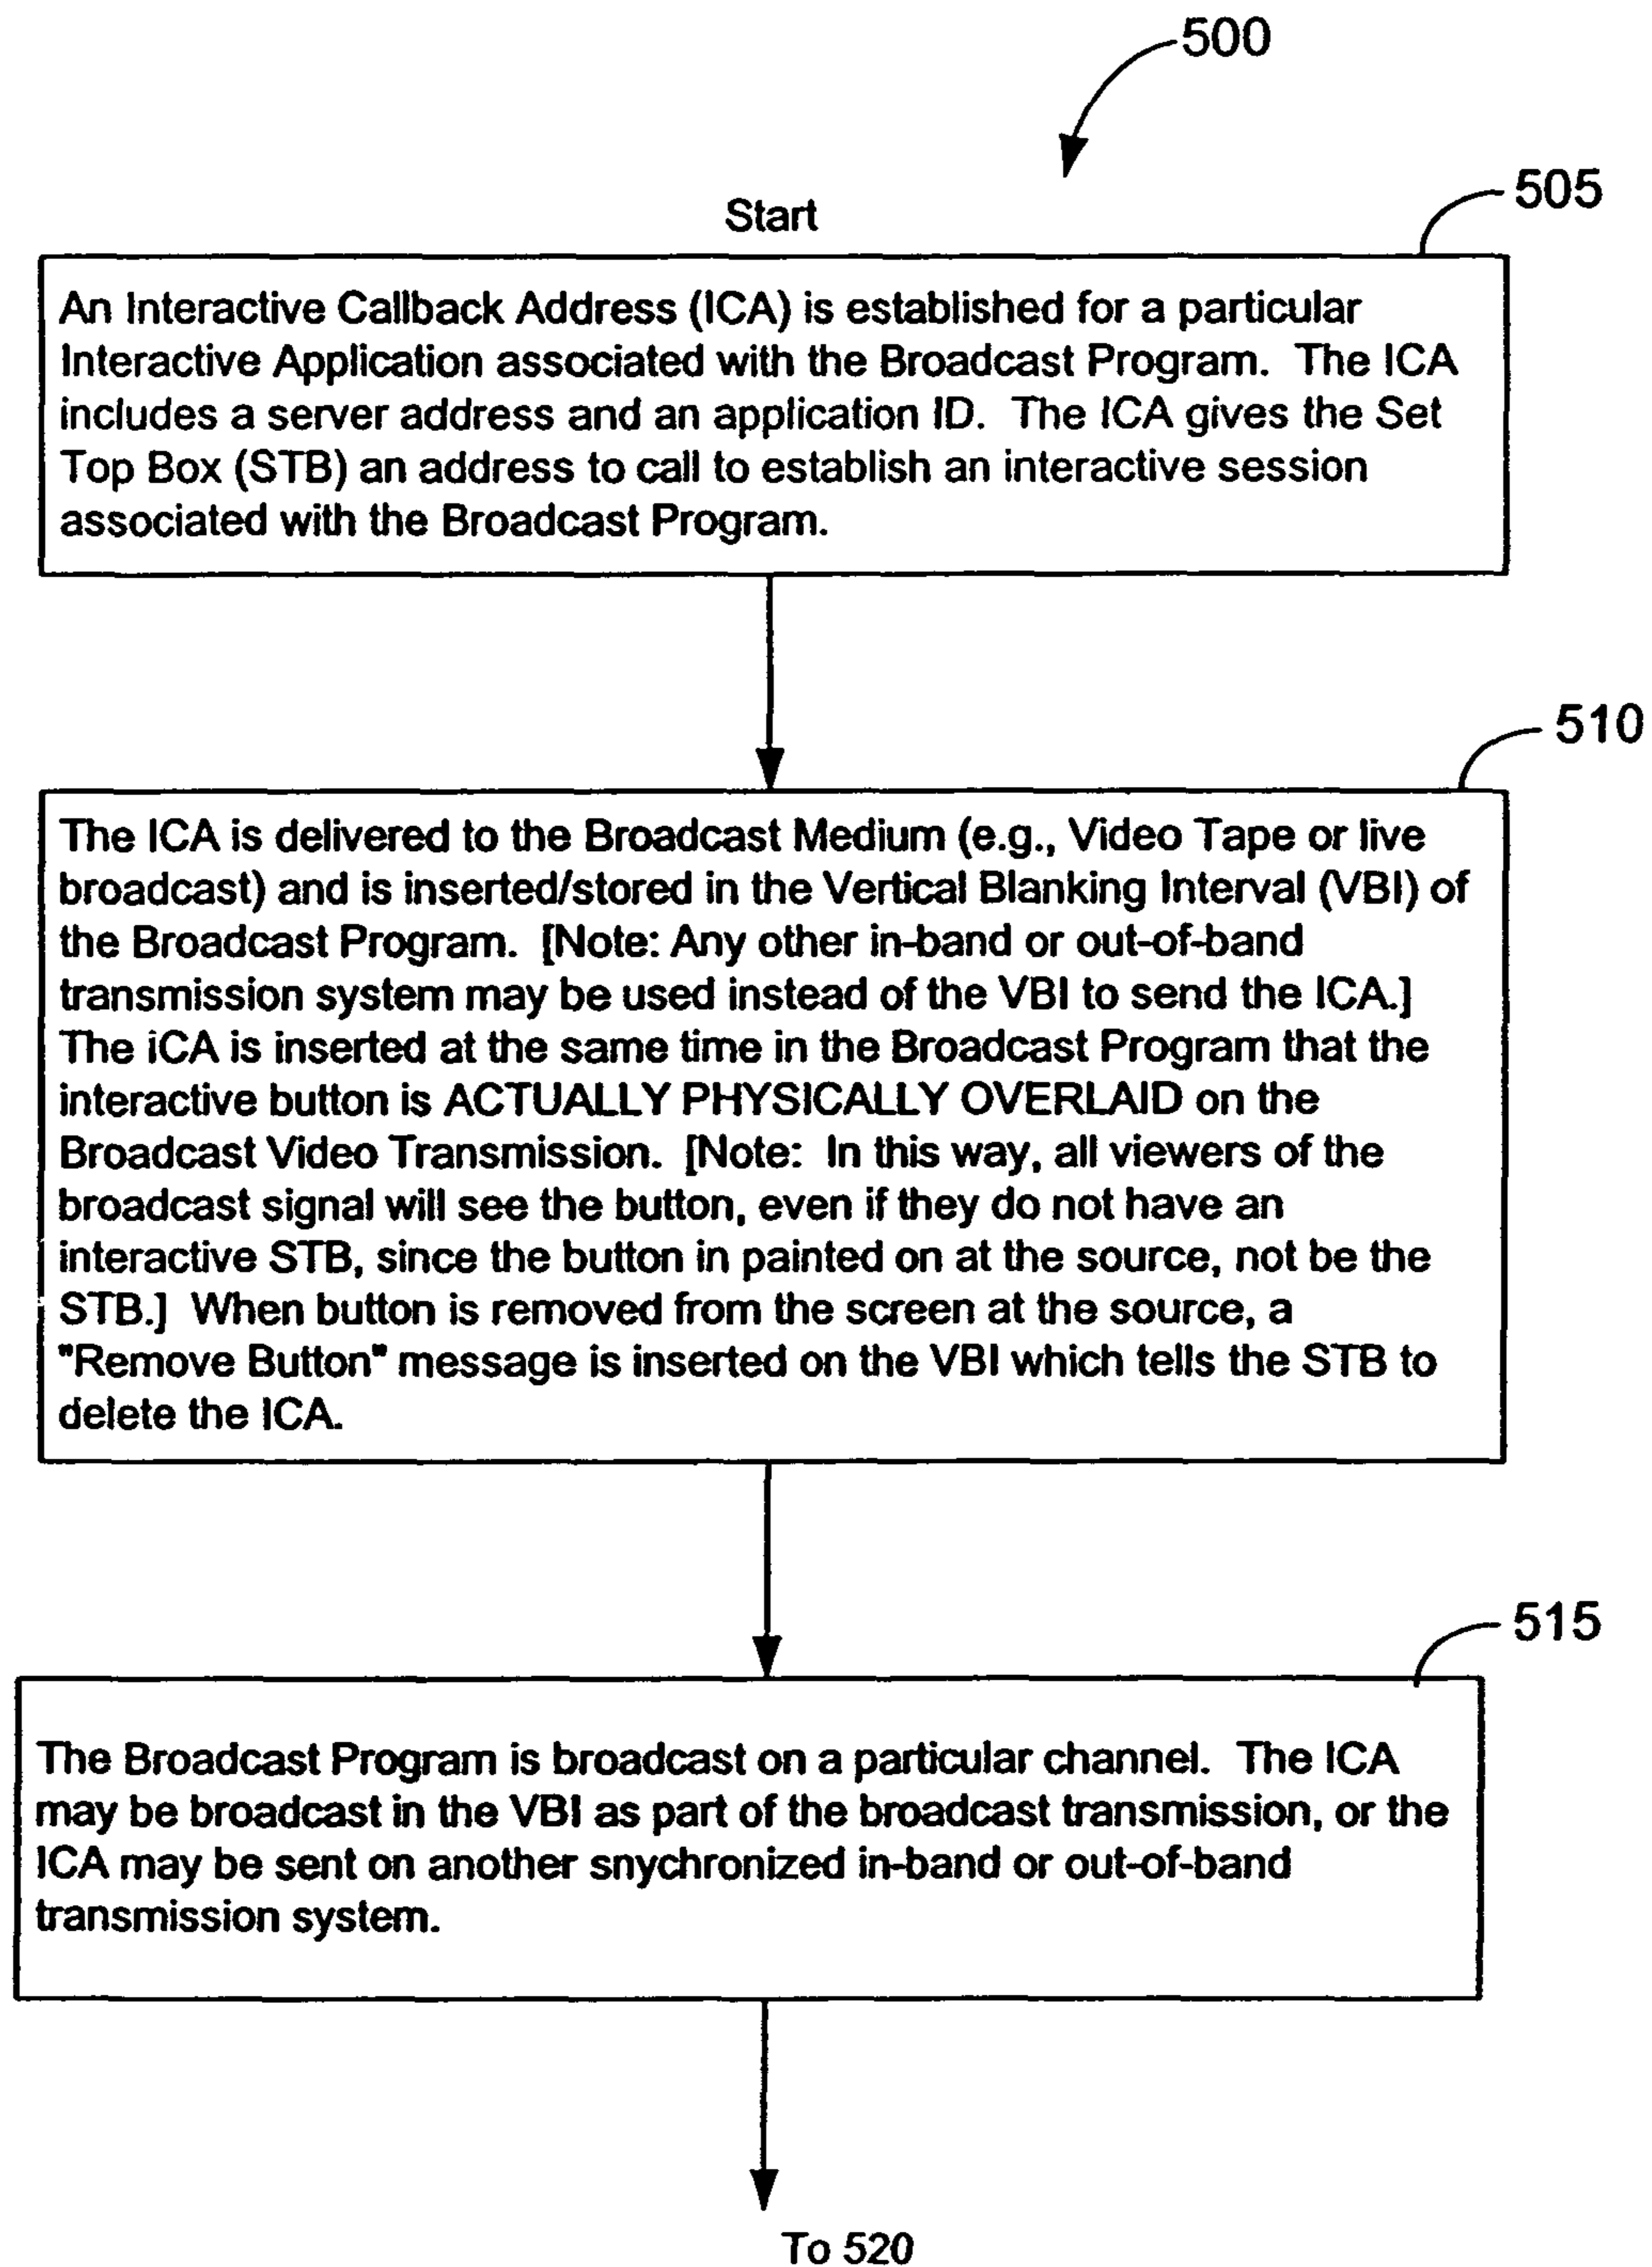 500
505
Start
An Interactive Callback Address (ICA) is established for a particular
Interactive Application associated with the Broadcast Program. The ICA
includes a server address and an application ID. The ICA gives the Set
Top Box (STB) an address to call to establish an interactive session
associated with the Broadcast Program.
510
The ICA is delivered to the Broadcast Medium (e.g., Video Tape or live
broadcast) and is inserted/stored in the Vertical Blanking Interval (VBI) of
the Broadcast Program. [Note: Any other in-band or out-of-band
transmission system may be used instead of the VBI to send the ICA.]
The iCA is inserted at the same time in the Broadcast Program that the
interactive button is ACTUALLY PHYSICALLY OVERLAID on the
Broadcast Video Transmission. [Note: In this way, all viewers of the
broadcast signal will see the button, even if they do not have an
interactive STB, since the button in painted on at the source, not be the
STB.] When button is removed from the screen at the source, a
"Remove Button" message is inserted on the VBI which tells the STB to
delete the ICA.
515
The Broadcast Program is broadcast on a particular channel. The ICA
may be broadcast in the VBI as part of the broadcast transmission, or the
ICA may be sent on another snychronized in-band or out-of-band
transmission system.
To 520